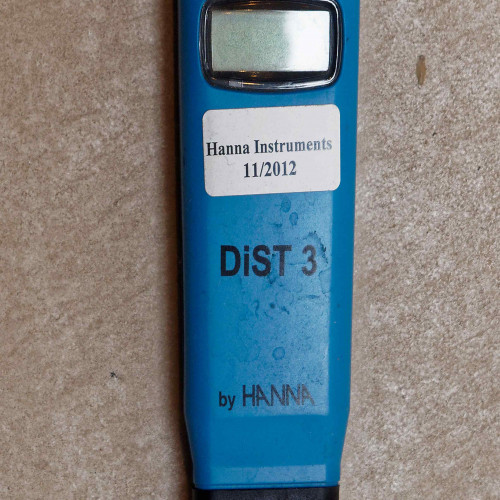 Hanna Instruments
11/2012
DiST 3
by HANNA